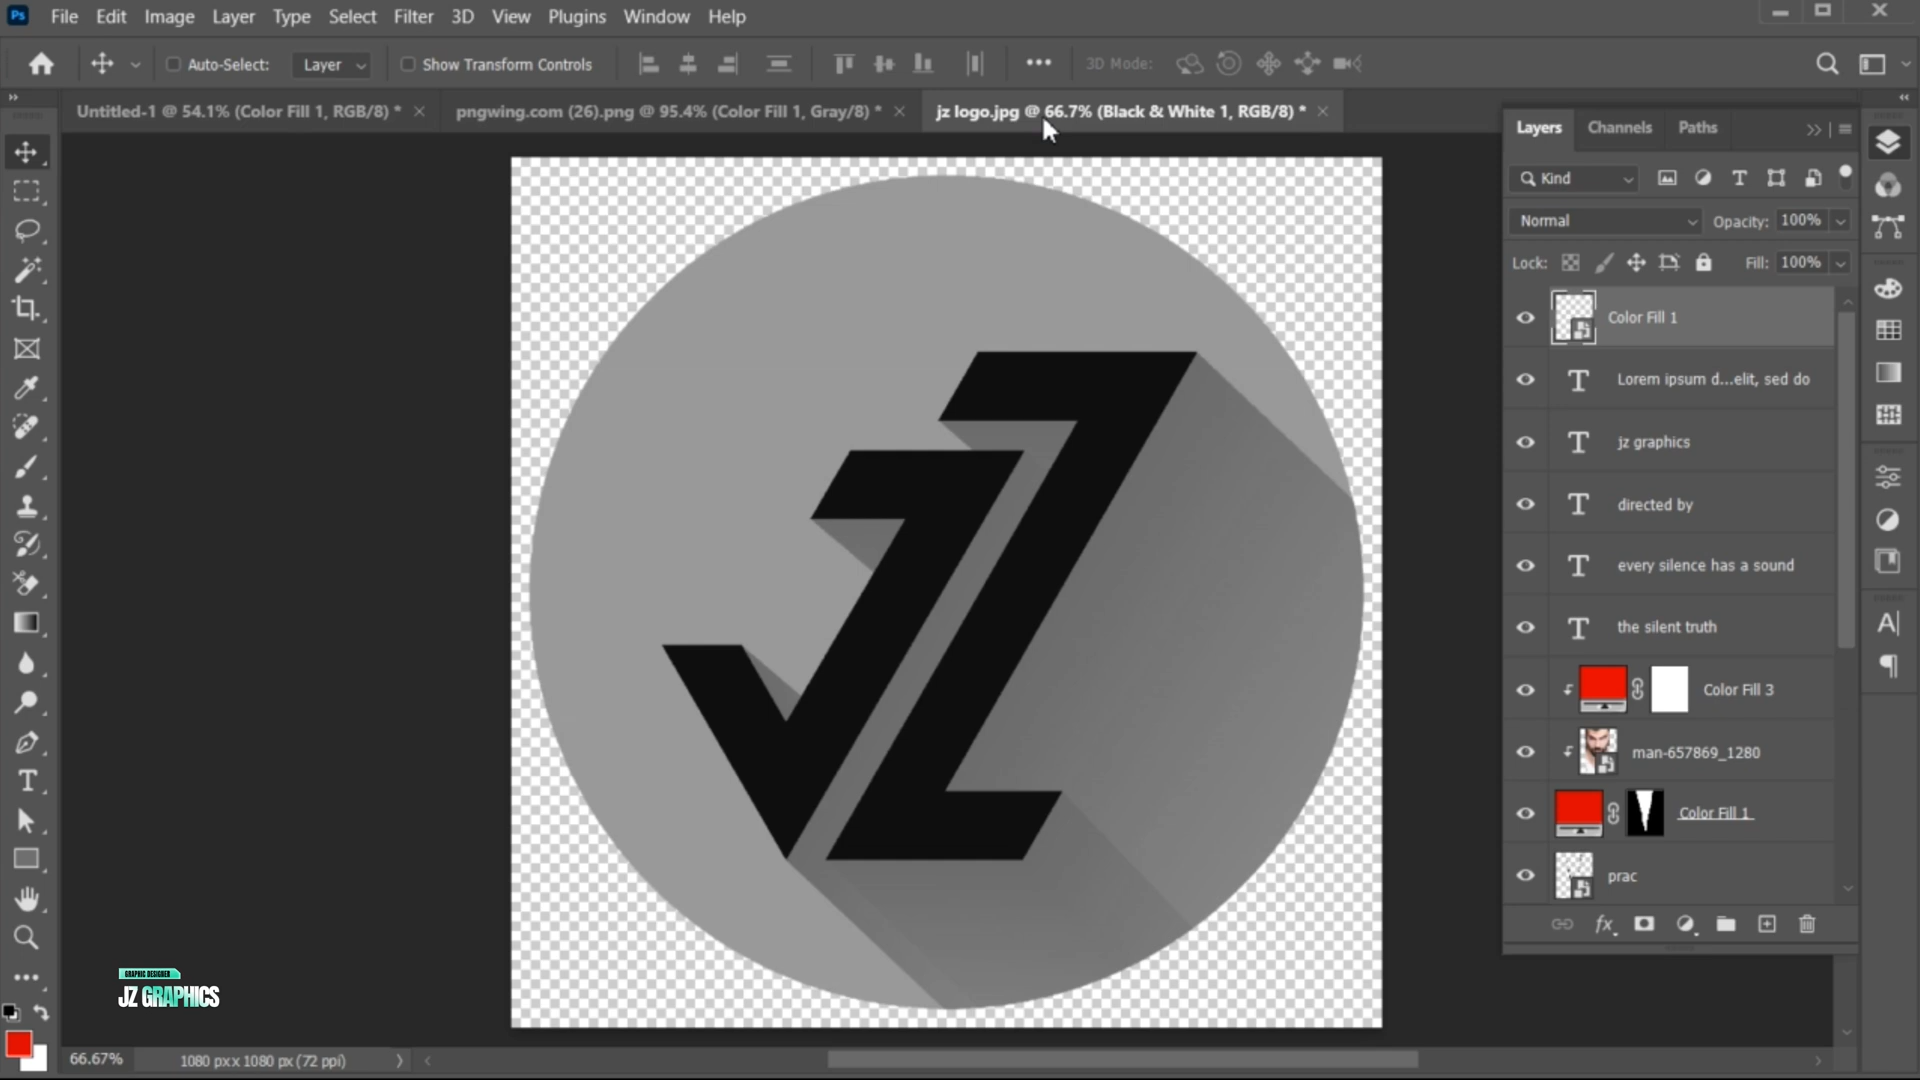 Ps File Edit Image Layer Type Select Filter 3D View Plugins Window Help
Auto-Select: Layer Show Transform Controls 3D Mode:
Untitled-1 @ 54.1% (Color Fill 1, RGB/8) * pngwing.com (26).png @ 95.4% (Color Fill 1, Gray/8) * jz logo.jpg @ 66.7% (Black & White 1, RGB/8) *
Layers Channels Paths
Kind
Normal Opacity: 100%
Lock: Fill: 100%
Color Fill 1
Lorem ipsum d...elit, sed do
jz graphics
directed by
every silence has a sound
the silent truth
Color Fill 3
man-657869_1280
Color Fill 1
prac
fx
JZ
GRAPHIC DESIGNER
JZ GRAPHICS
66.67% 1080 px x 1080 px (72 ppi)